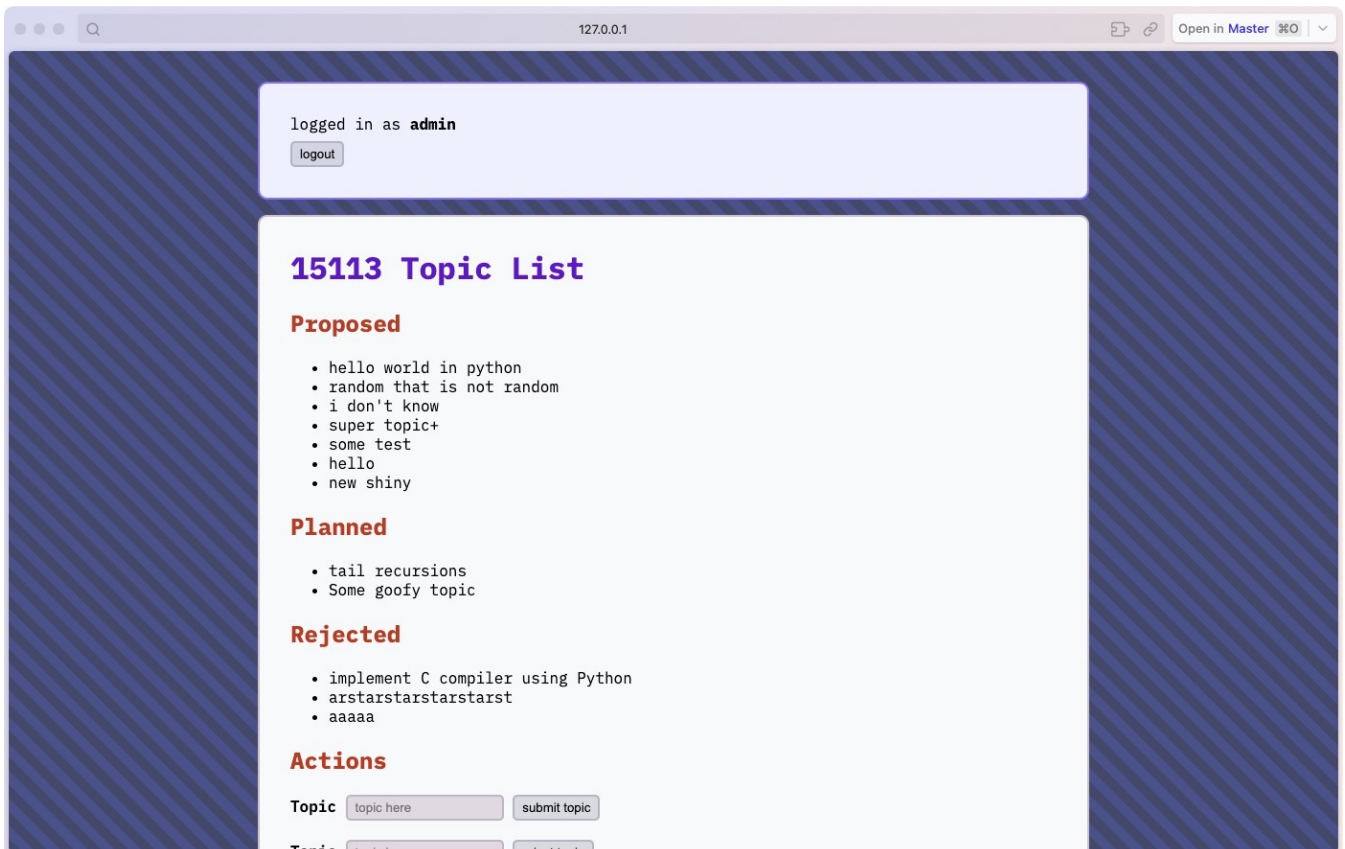 127.0.0.1
Open in Master ⌘O
logged in as admin
logout
15113 Topic List
Proposed
hello world in python
random that is not random
i don't know
super topic+
some test
hello
new shiny
Planned
tail recursions
Some goofy topic
Rejected
implement C compiler using Python
arstarstarstarstarst
aaaaa
Actions
Topic topic here submit topic
Topic